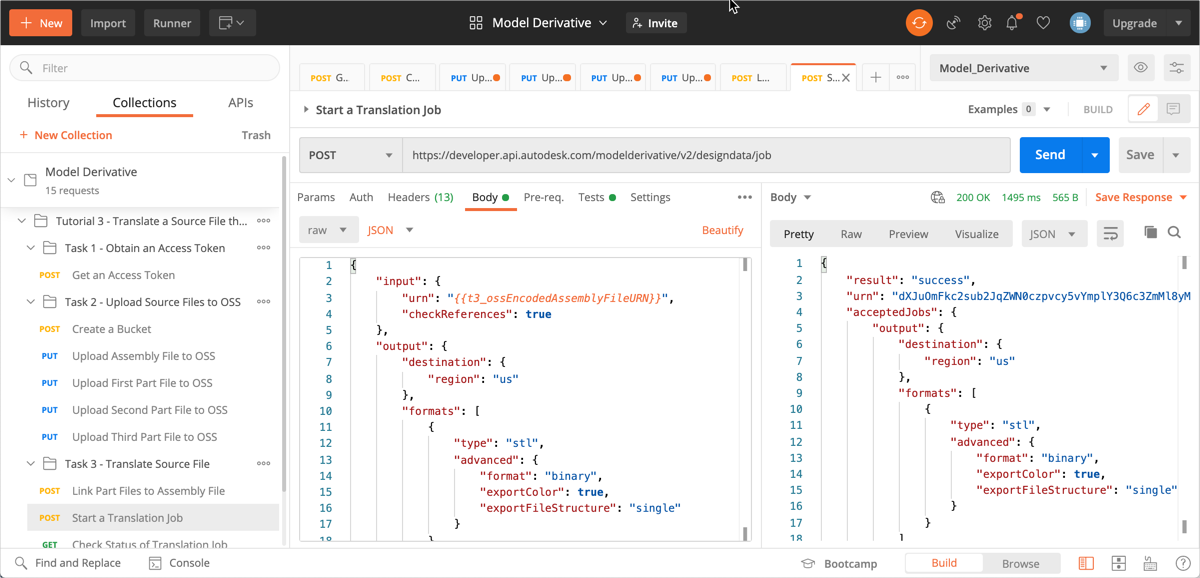 New Import Runner Model Derivative Invite Upgrade
Filter
History Collections APIs
New Collection Trash
Model Derivative
15 requests
Tutorial 3 - Translate a Source File th...
Task 1 - Obtain an Access Token
POST Get an Access Token
Task 2 - Upload Source Files to OSS
POST Create a Bucket
PUT Upload Assembly File to OSS
PUT Upload First Part File to OSS
PUT Upload Second Part File to OSS
PUT Upload Third Part File to OSS
Task 3 - Translate Source File
POST Link Part Files to Assembly File
POST Start a Translation Job
GET Check Status of Translation Job
POST G... POST C... PUT Up... PUT Up... PUT Up... PUT Up... POST L... POST S...
Model_Derivative
Start a Translation Job
Examples 0 BUILD
POST https://developer.api.autodesk.com/modelderivative/v2/designdata/job Send Save
Params Auth Headers (13) Body Pre-req. Tests Settings
raw JSON Beautify
1 {
2 "input": {
3 "urn": "{{t3_ossEncodedAssemblyFileURN}}",
4 "checkReferences": true
5 },
6 "output": {
7 "destination": {
8 "region": "us"
9 },
10 "formats": [
11 {
12 "type": "stl",
13 "advanced": {
14 "format": "binary",
15 "exportColor": true,
16 "exportFileStructure": "single"
17 }
18 }
Body 200 OK 1495 ms 565 B Save Response
Pretty Raw Preview Visualize JSON
1 {
2 "result": "success",
3 "urn": "dXJuOmFkc2sub2JqZWN0czpvcy5vYmplY3Q6c3ZmMl8yM
4 "acceptedJobs": {
5 "output": {
6 "destination": {
7 "region": "us"
8 },
9 "formats": [
10 {
11 "type": "stl",
12 "advanced": {
13 "format": "binary",
14 "exportColor": true,
15 "exportFileStructure": "single"
16 }
17 }
18 ]
Find and Replace Console
Bootcamp Build Browse